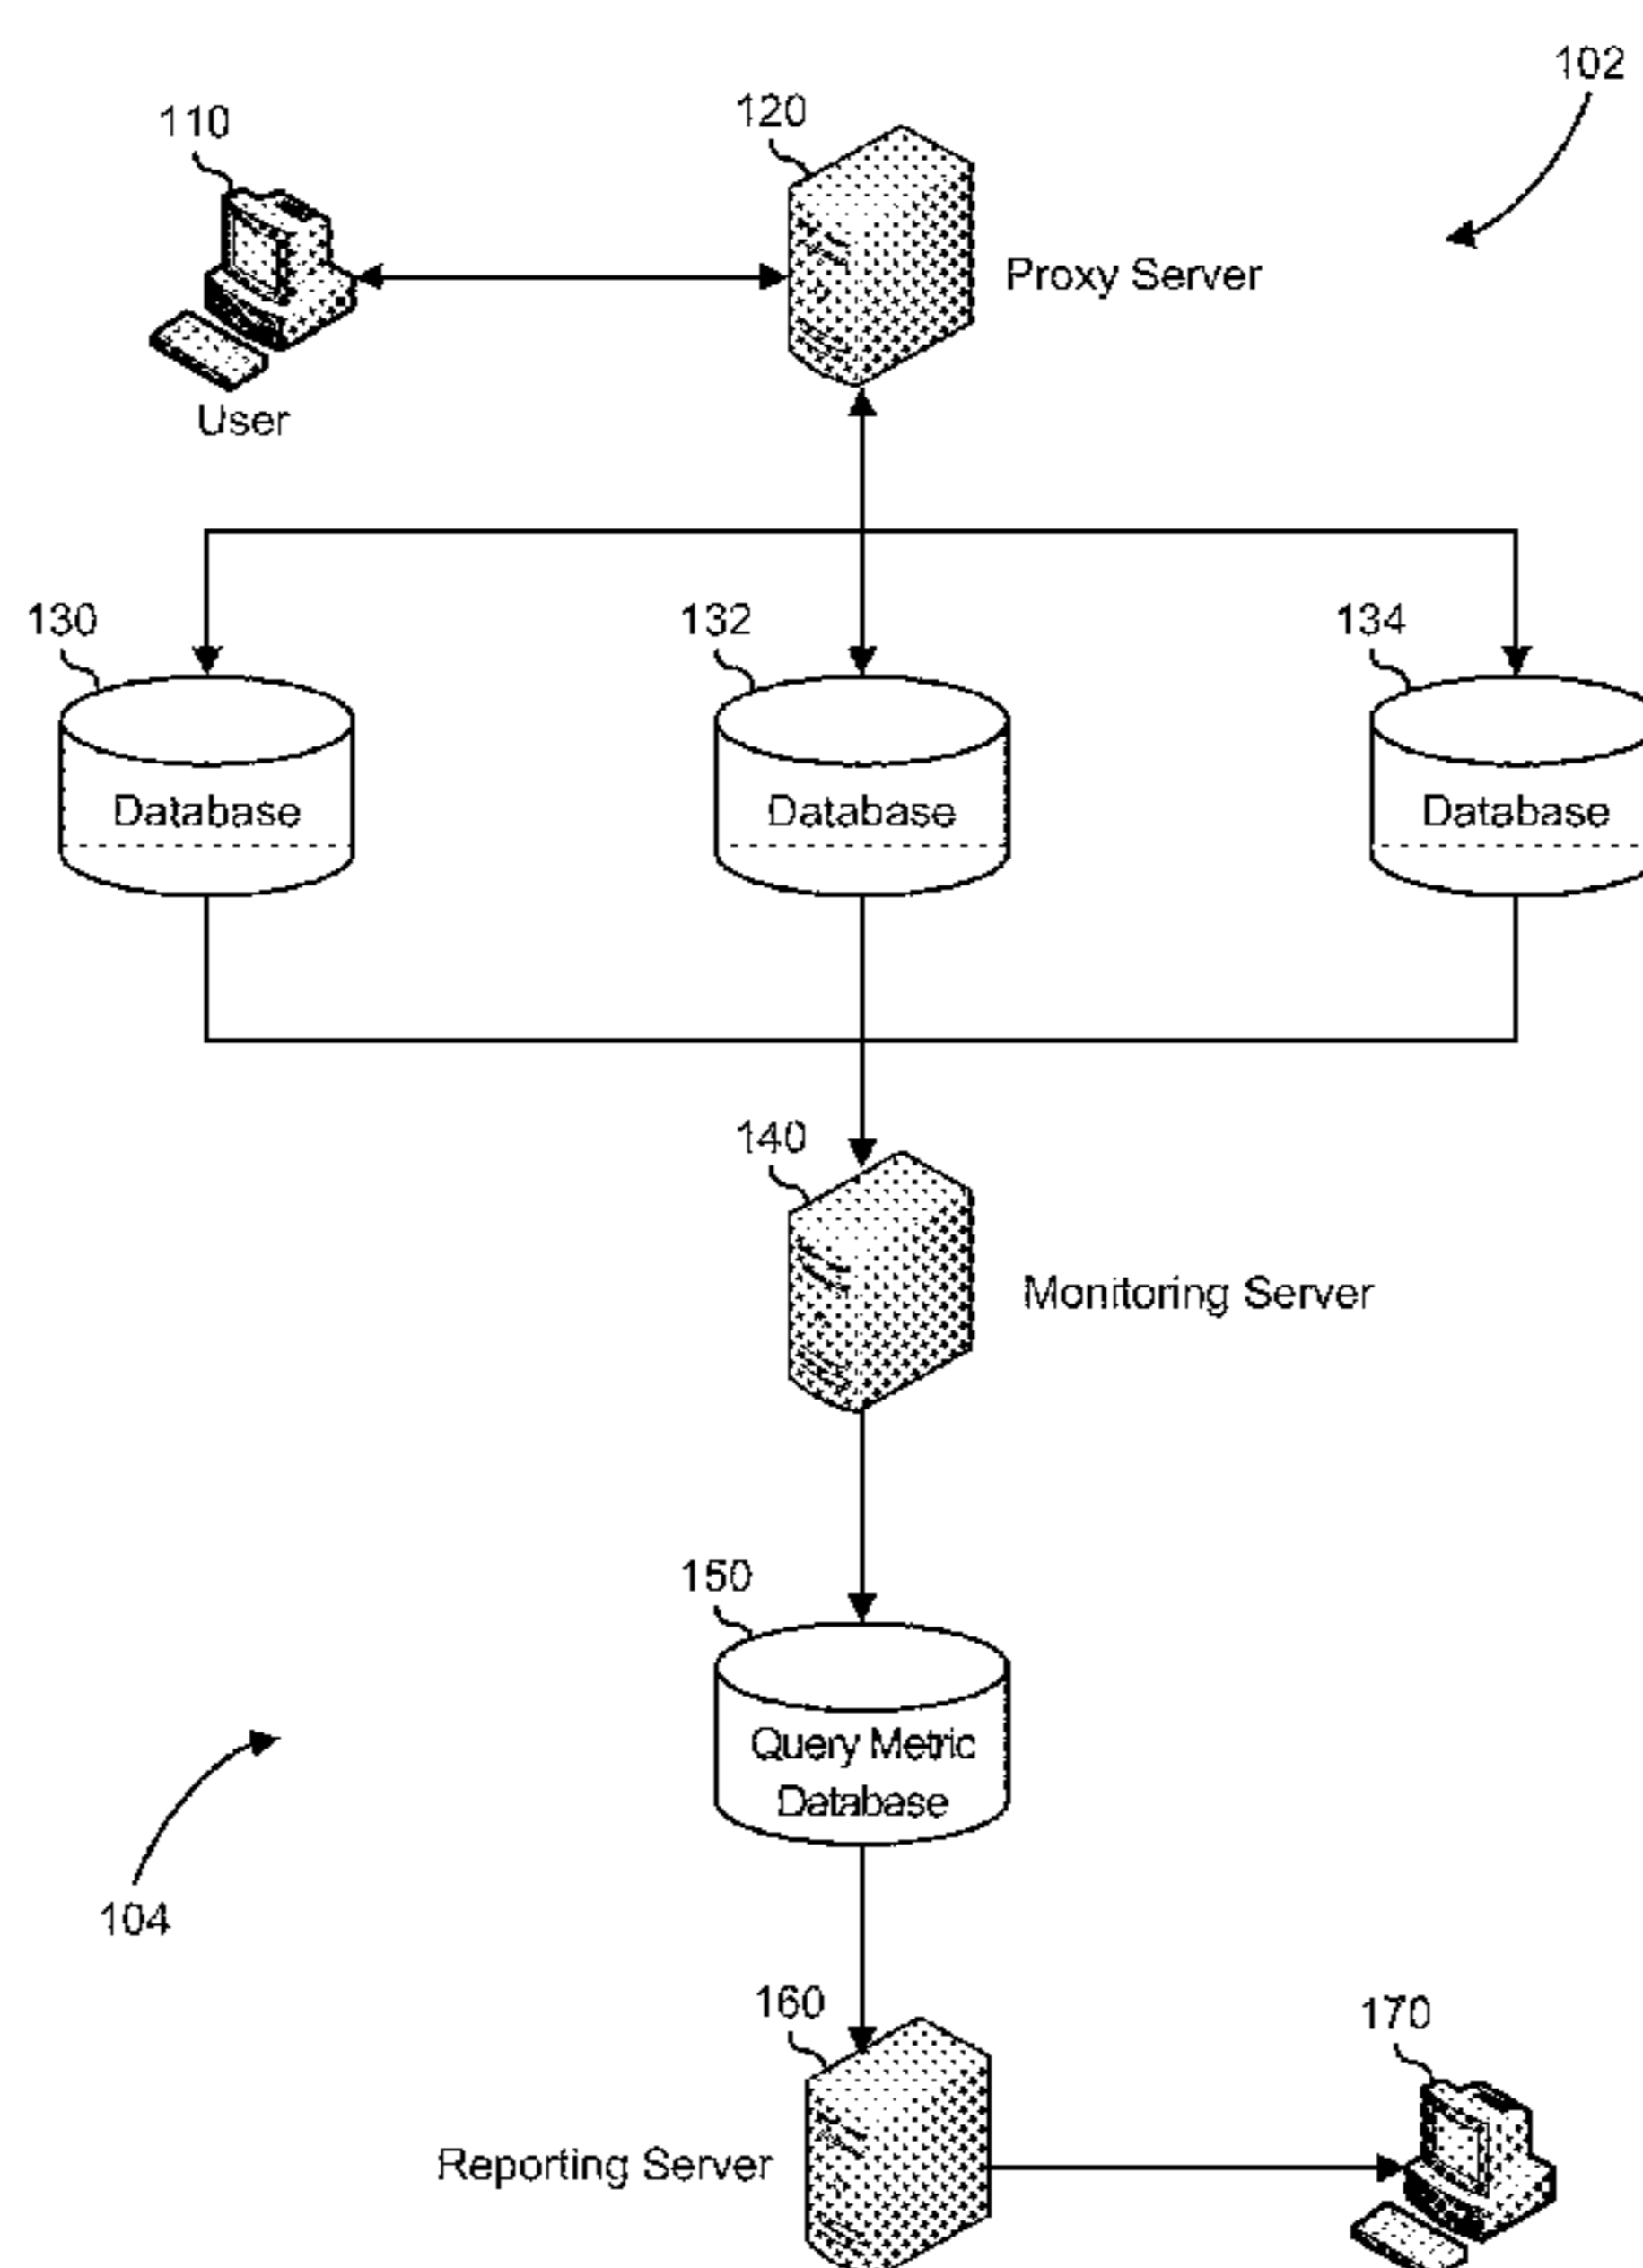 102
110
120
Proxy Server
User
130
132
134
Database
Database
Database
140
Monitoring Server
150
Query Metric
Database
104
160
170
Reporting Server